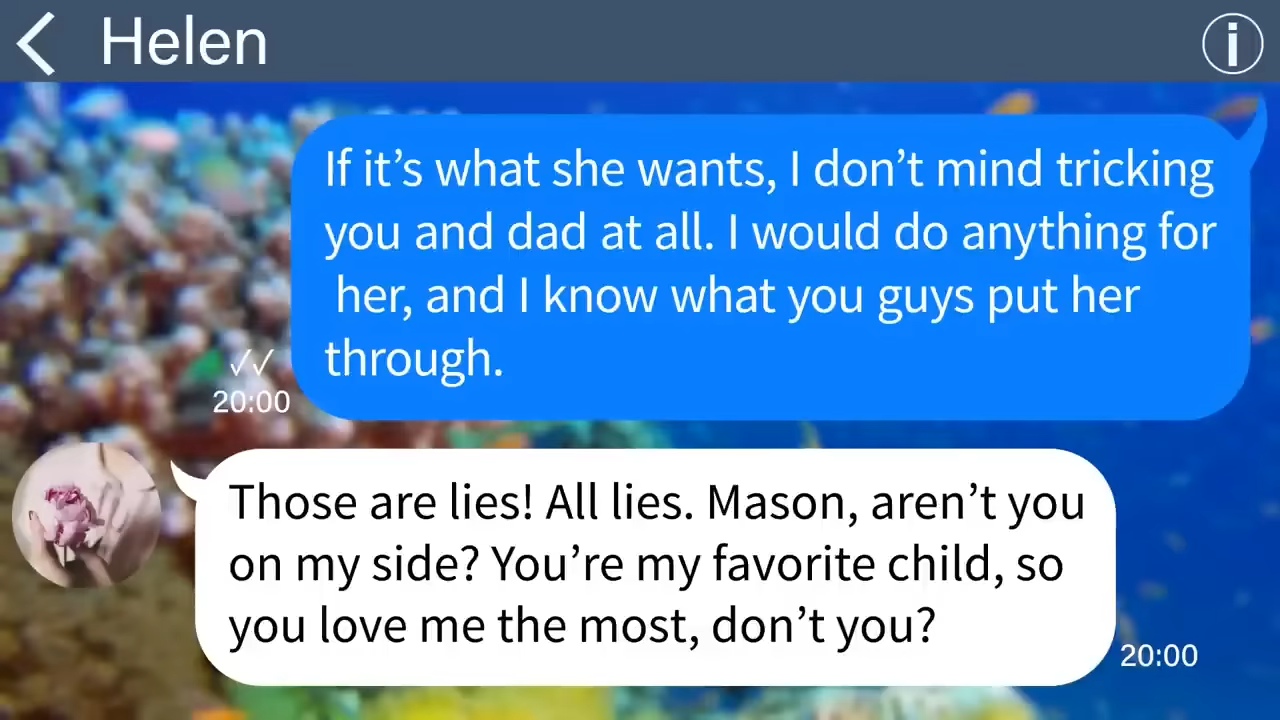 Helen
i
If it’s what she wants, I don’t mind tricking
you and dad at all. I would do anything for
her, and I know what you guys put her
through.
✓✓
20:00
Those are lies! All lies. Mason, aren’t you
on my side? You’re my favorite child, so
you love me the most, don’t you?
20:00